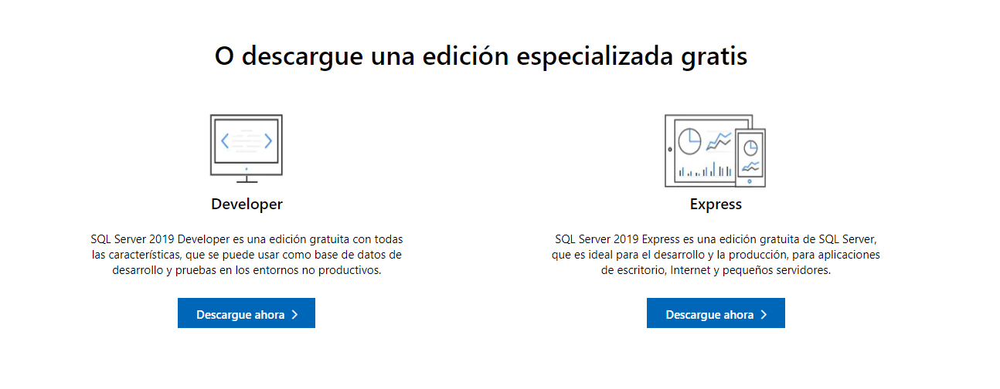 O descargue una edición especializada gratis
Developer
SQL Server 2019 Developer es una edición gratuita con todas
las características, que se puede usar como base de datos de
desarrollo y pruebas en los entornos no productivos.
Descargue ahora
Express
SQL Server 2019 Express es una edición gratuita de SQL Server,
que es ideal para el desarrollo y la producción, para aplicaciones
de escritorio, Internet y pequeños servidores.
Descargue ahora